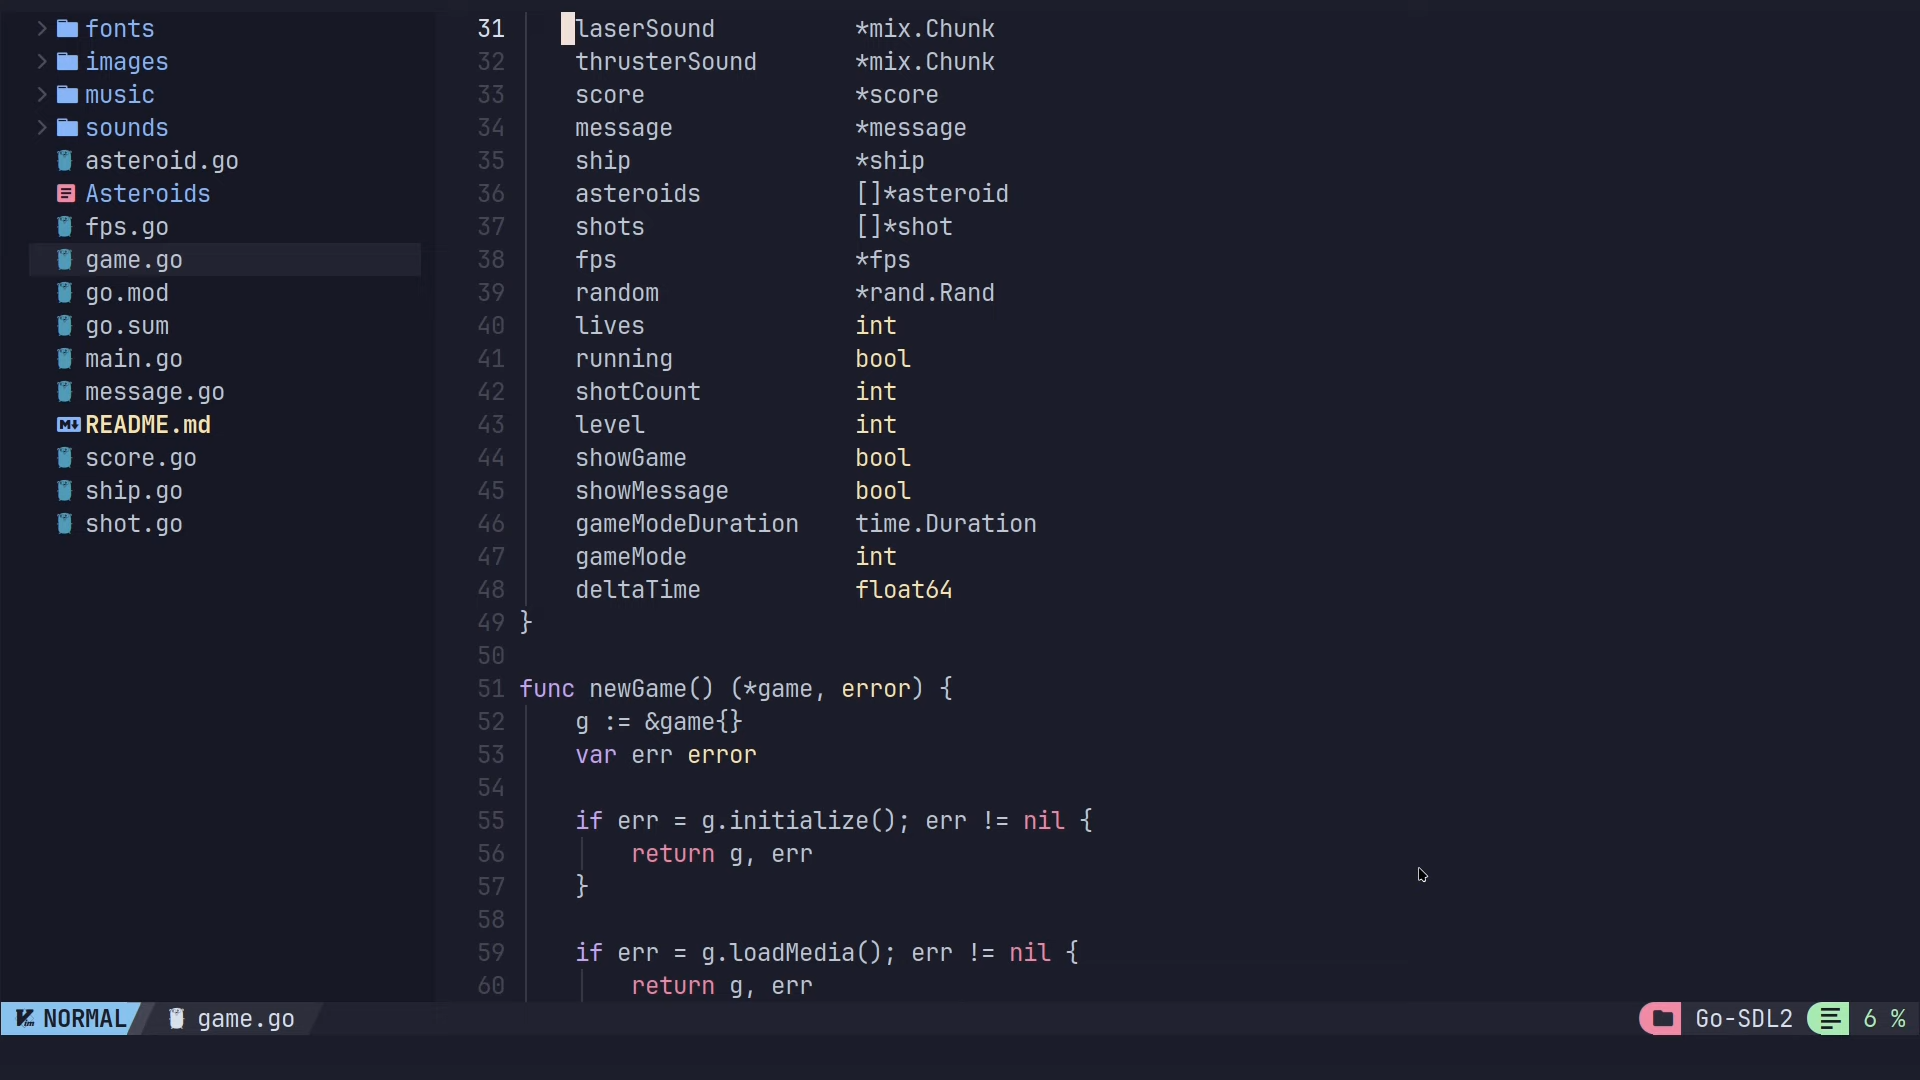 fonts
images
music
sounds
asteroid.go
Asteroids
fps.go
game.go
go.mod
go.sum
main.go
message.go
README.md
score.go
ship.go
shot.go
31 laserSound *mix.Chunk
32 thrusterSound *mix.Chunk
33 score *score
34 message *message
35 ship *ship
36 asteroids []*asteroid
37 shots []*shot
38 fps *fps
39 random *rand.Rand
40 lives int
41 running bool
42 shotCount int
43 level int
44 showGame bool
45 showMessage bool
46 gameModeDuration time.Duration
47 gameMode int
48 deltaTime float64
49 }
50
51 func newGame() (*game, error) {
52 g := &game{}
53 var err error
54
55 if err = g.initialize(); err != nil {
56 return g, err
57 }
58
59 if err = g.loadMedia(); err != nil {
60 return g, err
NORMAL game.go Go-SDL2 6 %